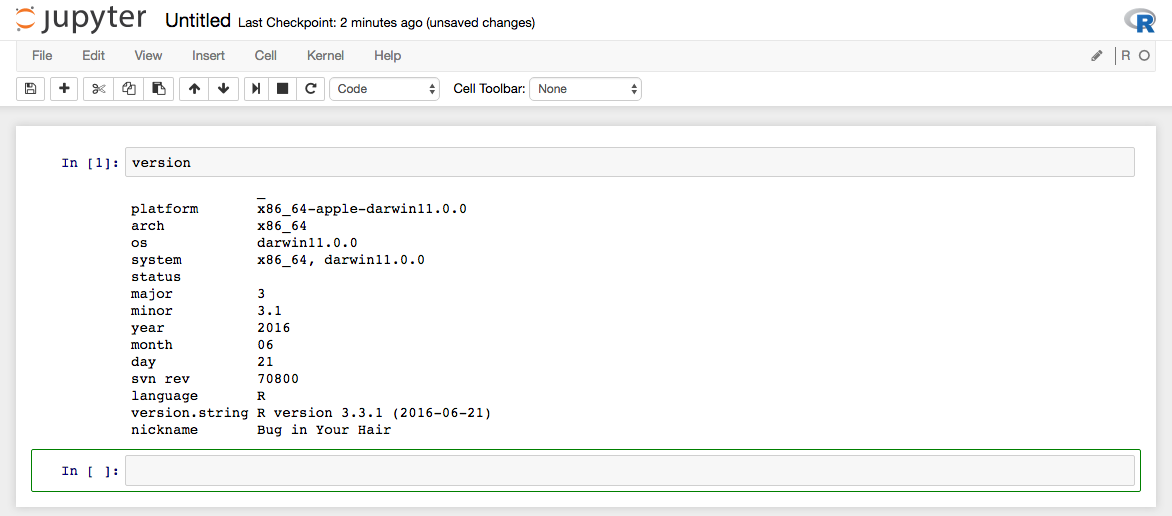 jupyter Untitled Last Checkpoint: 2 minutes ago (unsaved changes) R
File Edit View Insert Cell Kernel Help R
Code Cell Toolbar: None
In [1]: version
_
platform x86_64-apple-darwin11.0.0
arch x86_64
os darwin11.0.0
system x86_64, darwin11.0.0
status
major 3
minor 3.1
year 2016
month 06
day 21
svn rev 70800
language R
version.string R version 3.3.1 (2016-06-21)
nickname Bug in Your Hair
In [ ]: